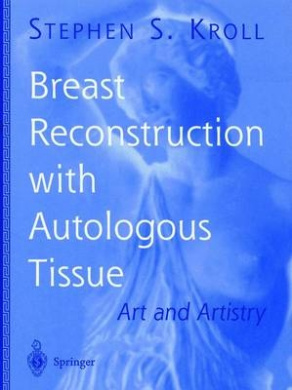 STEPHEN S. KROLL
Breast
Reconstruction
with
Autologous
Tissue
Art and Artistry
Springer